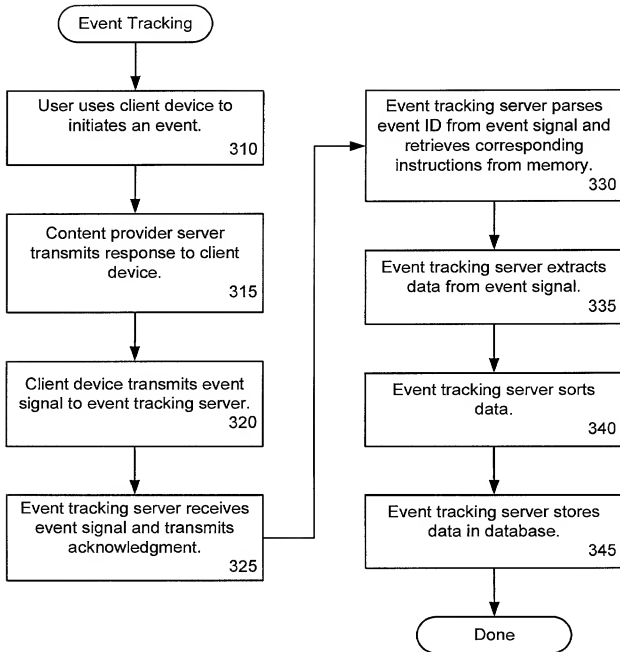 Event Tracking
User uses client device to
initiates an event.
310
Content provider server
transmits response to client
device.
315
Client device transmits event
signal to event tracking server.
320
Event tracking server receives
event signal and transmits
acknowledgment.
325
Event tracking server parses
event ID from event signal and
retrieves corresponding
instructions from memory.
330
Event tracking server extracts
data from event signal.
335
Event tracking server sorts
data.
340
Event tracking server stores
data in database.
345
Done